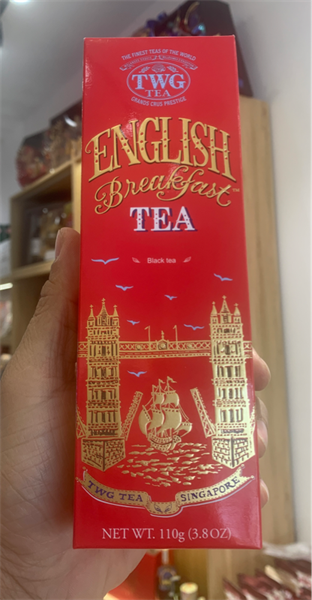 THE FINEST TEAS OF THE WORLD
TWG
TEA
GRANDS CRUS PRESTIGE
ENGLISH
Breakfast
TEA
Black tea
TWG TEA SINGAPORE
NET WT. 110g (3.8OZ)